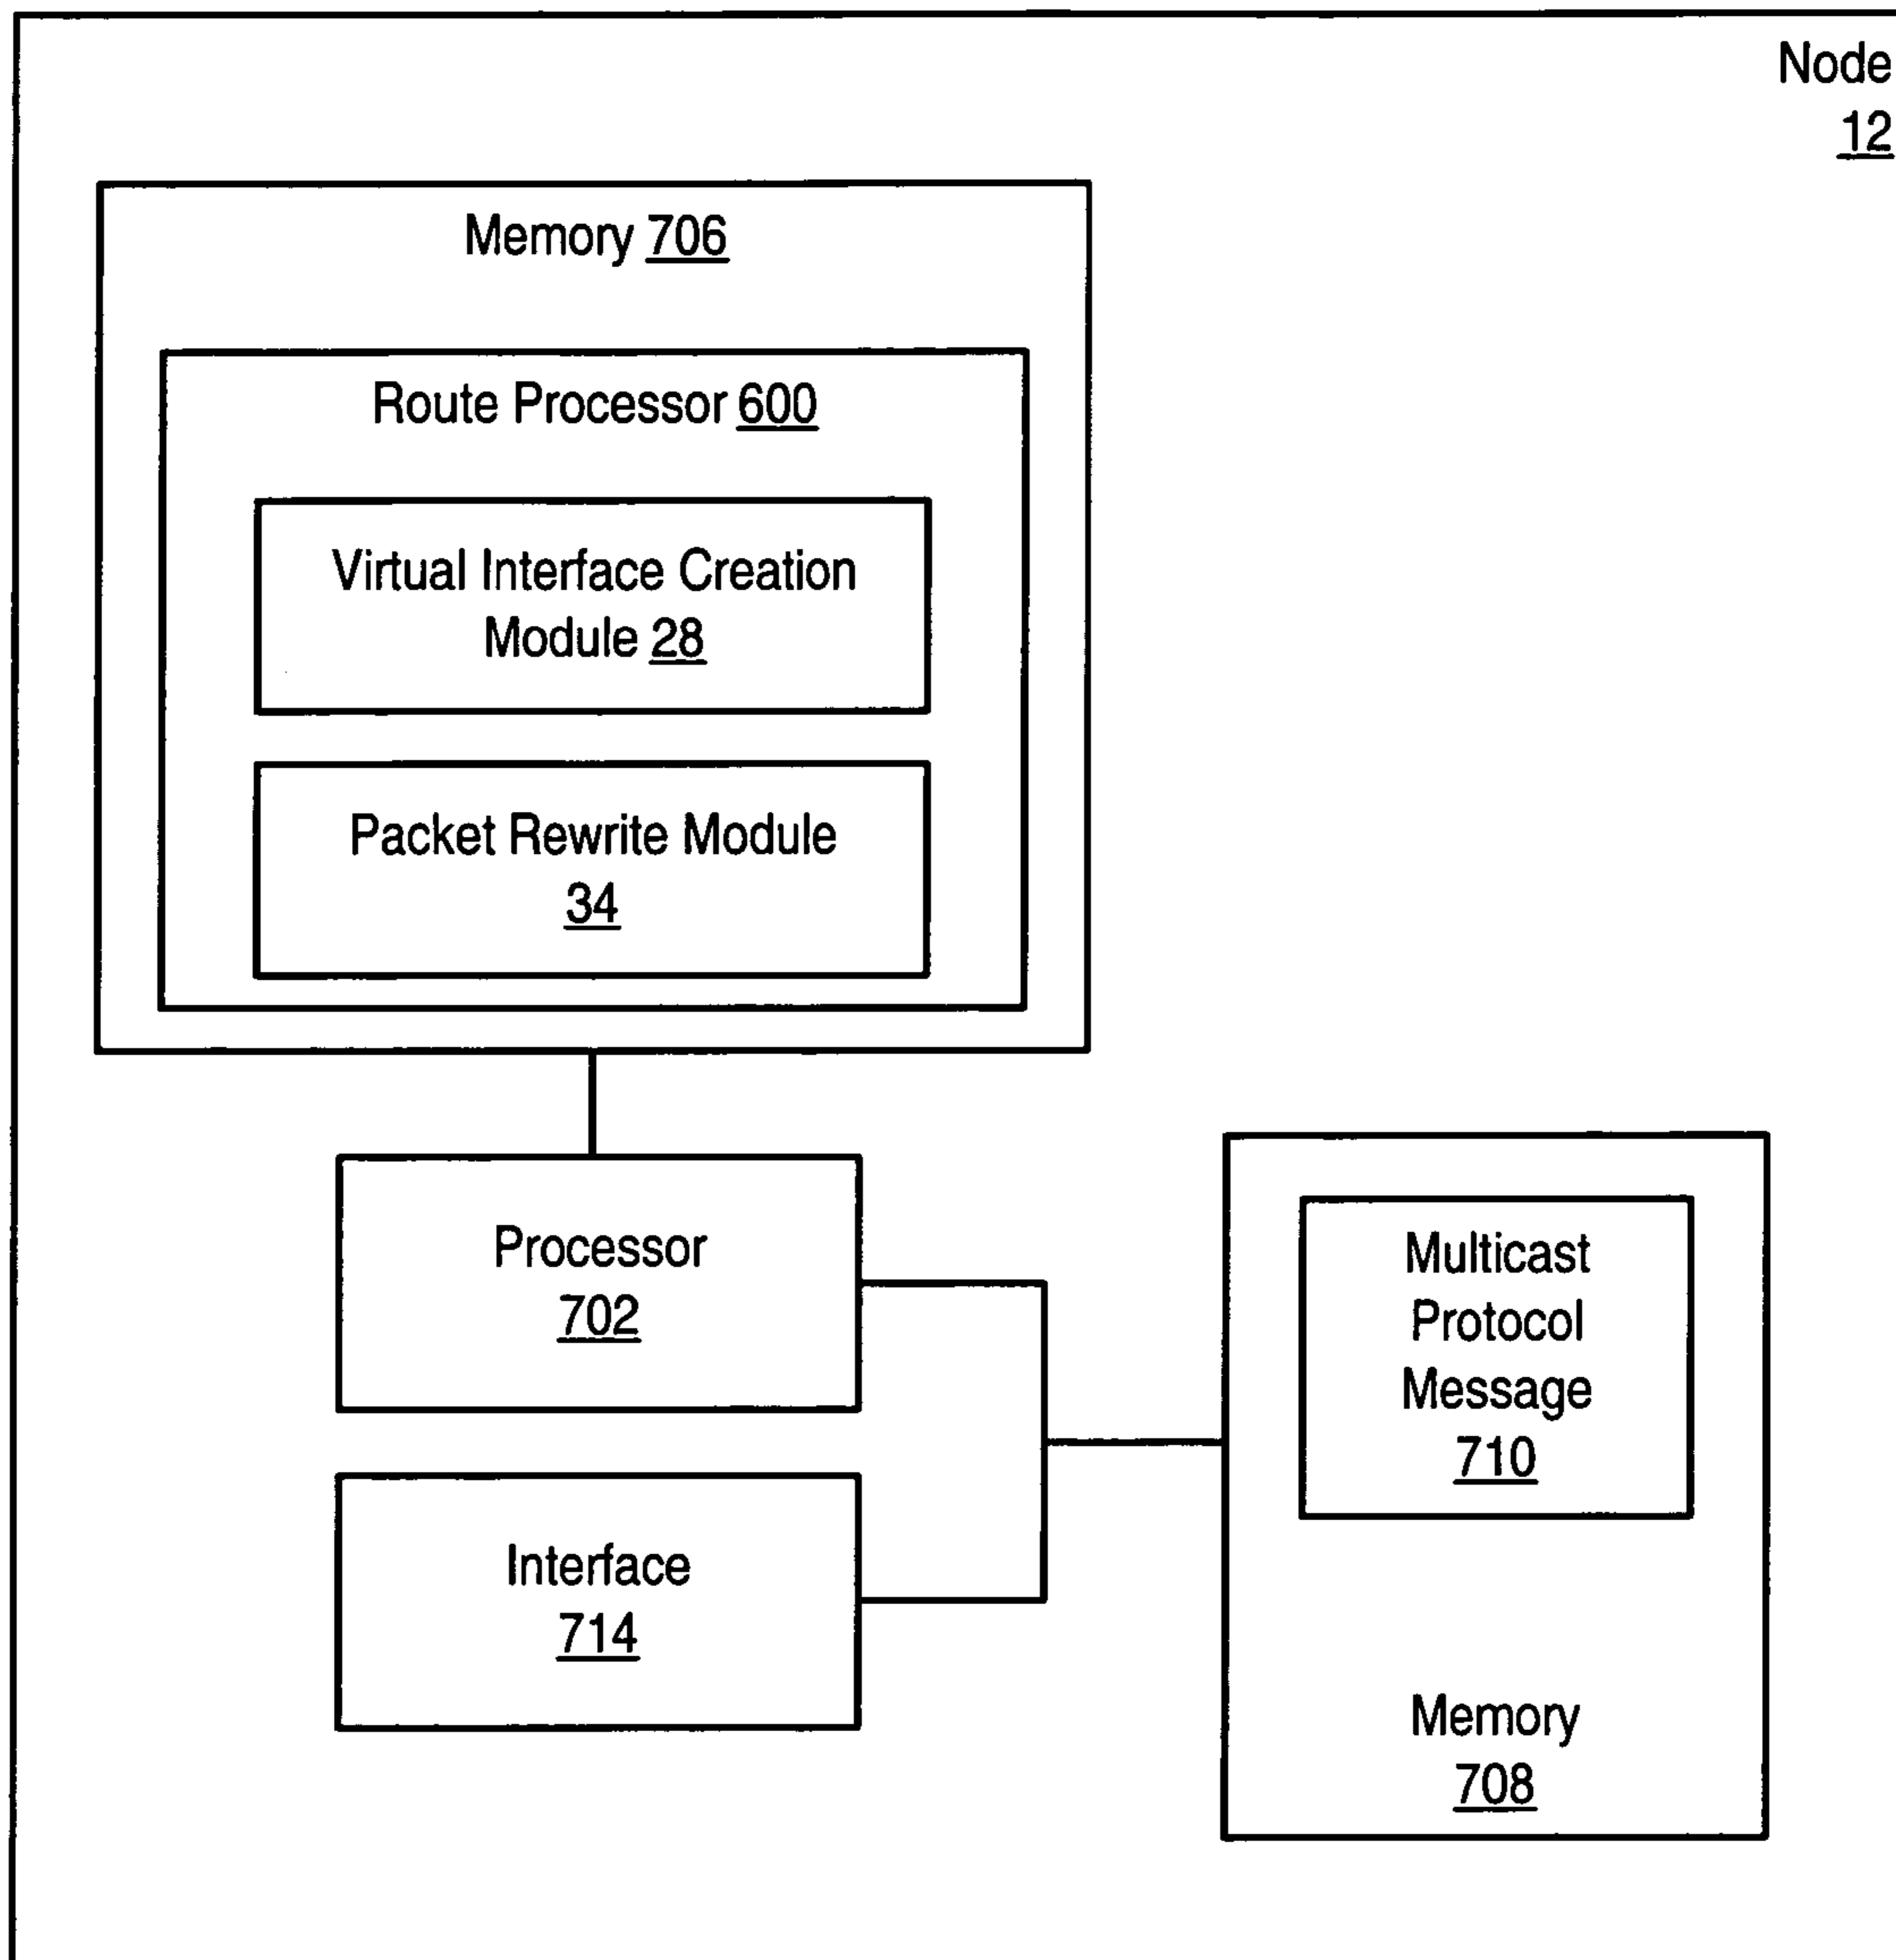 Node
12
Memory 706
Route Processor 600
Virtual Interface Creation
Module 28
Packet Rewrite Module
34
Processor
702
Interface
714
Multicast
Protocol
Message
710
Memory
708